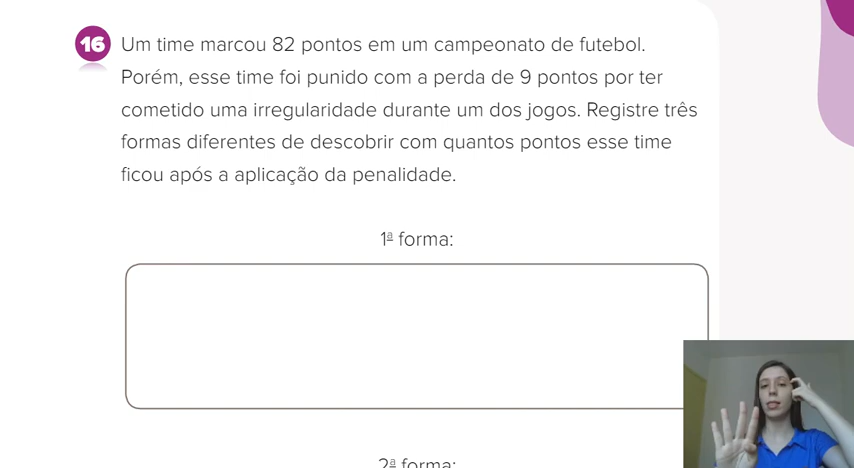 16 Um time marcou 82 pontos em um campeonato de futebol.
Porém, esse time foi punido com a perda de 9 pontos por ter
cometido uma irregularidade durante um dos jogos. Registre três
formas diferentes de descobrir com quantos pontos esse time
ficou após a aplicação da penalidade.
1ª forma:
2ª forma: